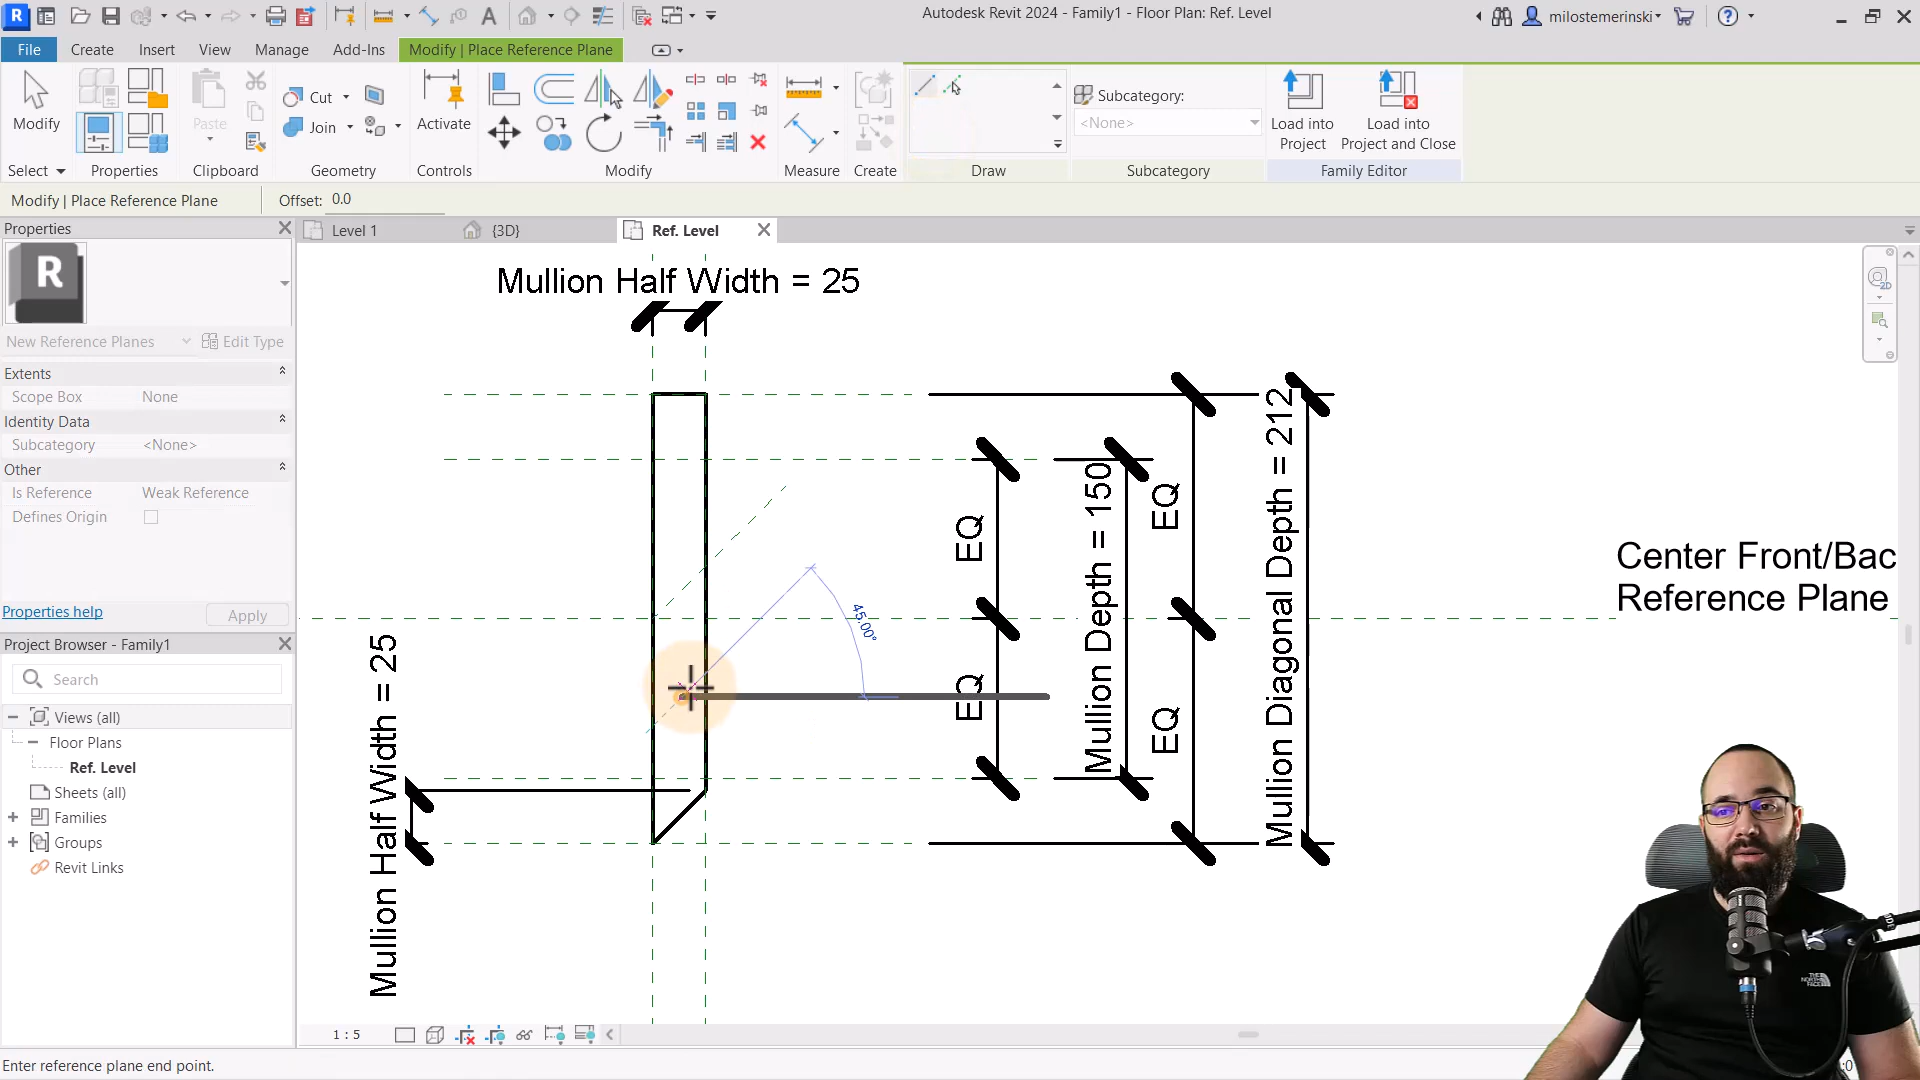 Autodesk Revit 2024 - Family1 - Floor Plan: Ref. Level
milostemerinski
File
Create
Insert
View
Manage
Add-Ins
Modify | Place Reference Plane
Modify
Paste
Cut
Join
Activate
Create
Subcategory:
<None>
Load into
Project
Load into
Project and Close
Select
Properties
Clipboard
Geometry
Controls
Modify
Measure
Create
Draw
Subcategory
Family Editor
Modify | Place Reference Plane
Offset:
0.0
Properties
Level 1
{3D}
Ref. Level
R
New Reference Planes
Edit Type
Extents
Scope Box
None
Identity Data
Subcategory
<None>
Other
Is Reference
Weak Reference
Defines Origin
Properties help
Apply
Project Browser - Family1
Search
Views (all)
Floor Plans
Ref. Level
Sheets (all)
Families
Groups
Revit Links
Mullion Half Width = 25
Mullion Half Width = 25
45.00°
EQ
EQ
Mullion Depth = 150
EQ
EQ
Mullion Diagonal Depth = 212
Center Front/Bac
Reference Plane
1 : 5
Enter reference plane end point.
THE
NORTH
FACE